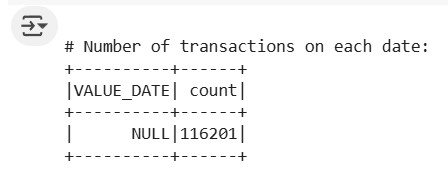 # Number of transactions on each date:
+----------+------+
|VALUE_DATE| count|
+----------+------+
|      NULL|116201|
+----------+------+